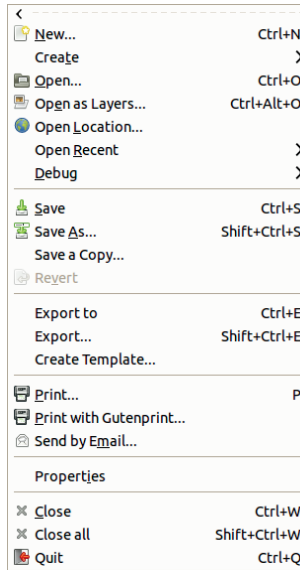 New... Ctrl+N
Create
Open... Ctrl+O
Open as Layers... Ctrl+Alt+O
Open Location...
Open Recent
Debug
Save Ctrl+S
Save As... Shift+Ctrl+S
Save a Copy...
Revert
Export to Ctrl+E
Export... Shift+Ctrl+E
Create Template...
Print... P
Print with Gutenprint...
Send by Email...
Properties
Close Ctrl+W
Close all Shift+Ctrl+W
Quit Ctrl+Q